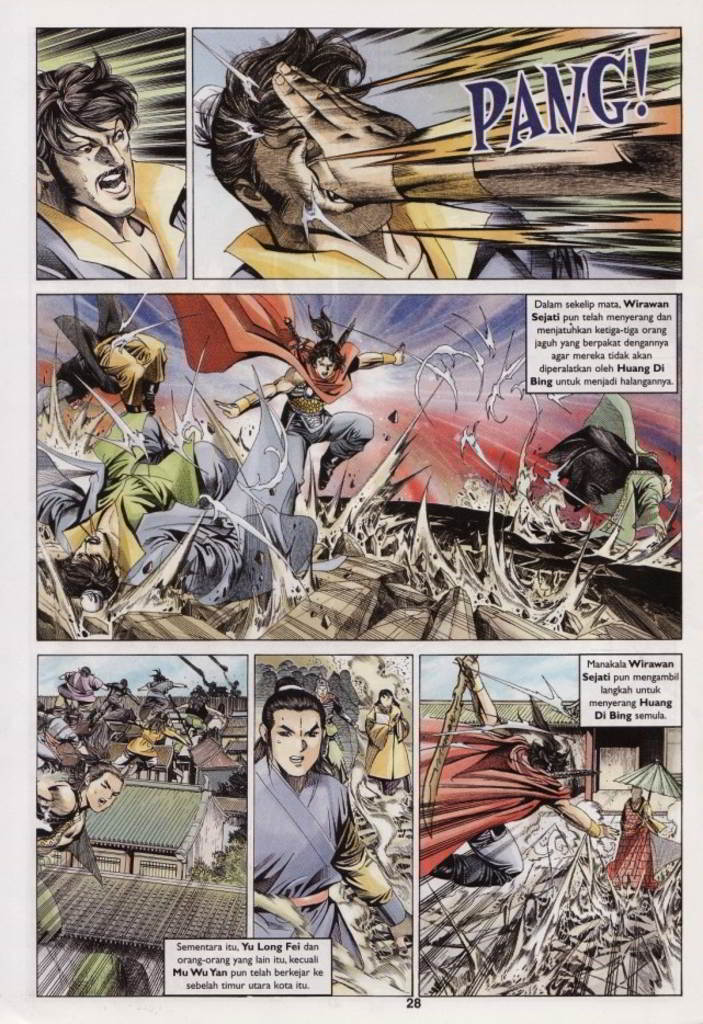 PANG!
Dalam sekelip mata, Wirawan
Sejati pun telah menyerang dan
menjatuhkan ketiga-tiga orang
jaguh yang berpakat dengannya
agar mereka tidak akan
diperalatkan oleh Huang Di
Bing untuk menjadi halangannya.
Sementara itu, Yu Long Fei dan
orang-orang yang lain itu, kecuali
Mu Wu Yan pun telah berkejar ke
sebelah timur utara kota itu.
Manakala Wirawan
Sejati pun mengambil
langkah untuk
menyerang Huang
Di Bing semula.
28